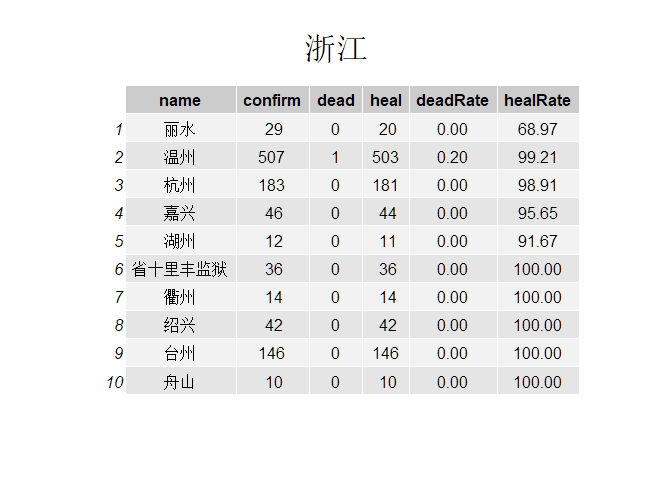 浙江
name confirm dead heal deadRate healRate
1 丽水 29 0 20 0.00 68.97
2 温州 507 1 503 0.20 99.21
3 杭州 183 0 181 0.00 98.91
4 嘉兴 46 0 44 0.00 95.65
5 湖州 12 0 11 0.00 91.67
6 省十里丰监狱 36 0 36 0.00 100.00
7 衢州 14 0 14 0.00 100.00
8 绍兴 42 0 42 0.00 100.00
9 台州 146 0 146 0.00 100.00
10 舟山 10 0 10 0.00 100.00